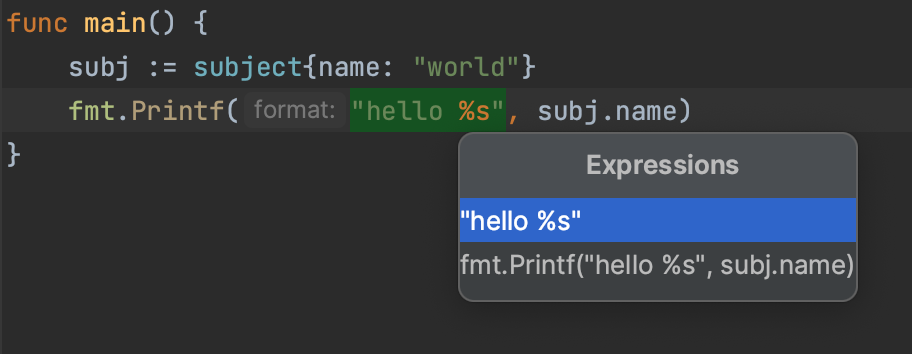 func main() {
    subj := subject{name: "world"}
    fmt.Printf( format: "hello %s", subj.name)
}
Expressions
"hello %s"
fmt.Printf("hello %s", subj.name)